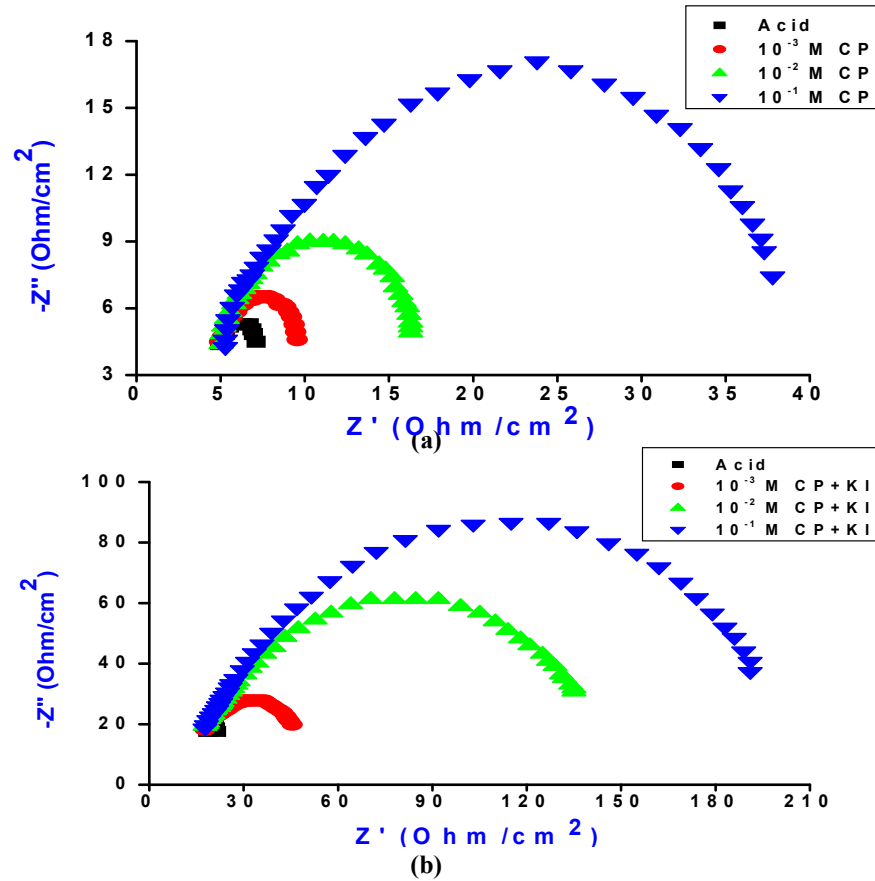 Acid
10⁻³ M CP
10⁻² M CP
10⁻¹ M CP
18
15
12
9
6
3
-Z'' (Ohm/cm²)
0 5 10 15 20 25 30 35 40
Z' (Ohm/cm²)
(a)
Acid
10⁻³ M CP+KI
10⁻² M CP+KI
10⁻¹ M CP+KI
100
80
60
40
20
0
-Z'' (Ohm/cm²)
0 30 60 90 120 150 180 210
Z' (Ohm/cm²)
(b)